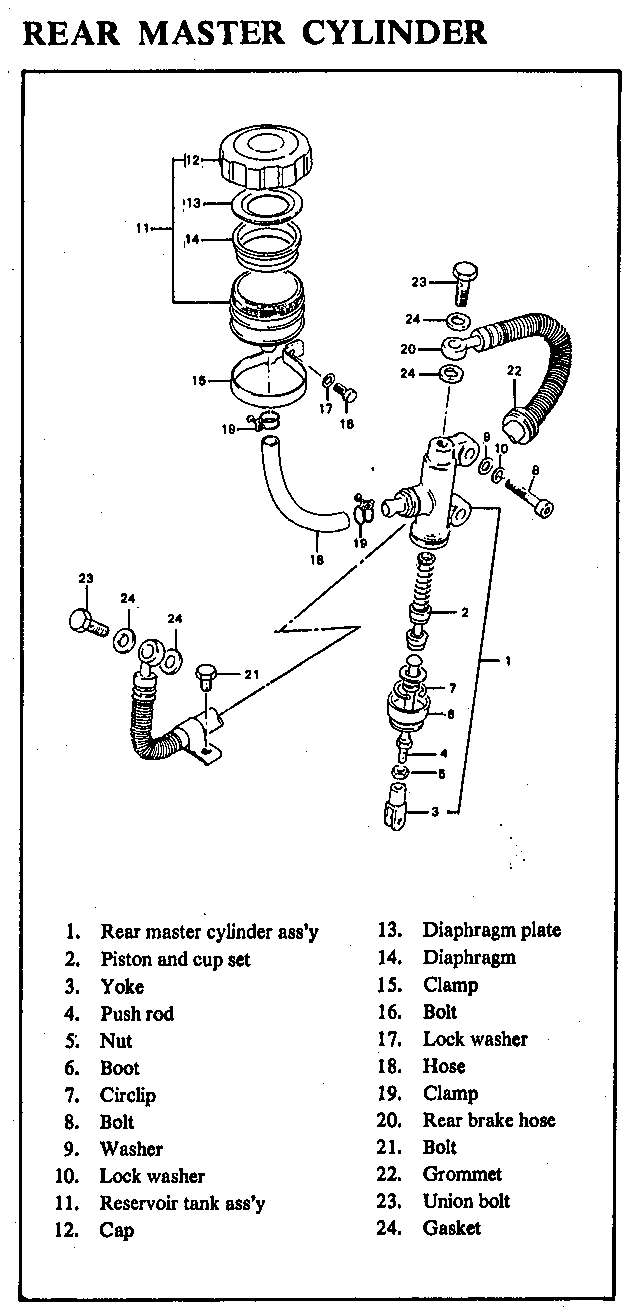 REAR MASTER CYLINDER
12
13
11
14
23
24
20
15
24
22
17
16
19
9
10
8
18
19
23
24
2
24
21
1
7
6
4
5
3
1. Rear master cylinder ass'y
2. Piston and cup set
3. Yoke
4. Push rod
5. Nut
6. Boot
7. Circlip
8. Bolt
9. Washer
10. Lock washer
11. Reservoir tank ass'y
12. Cap
13. Diaphragm plate
14. Diaphragm
15. Clamp
16. Bolt
17. Lock washer
18. Hose
19. Clamp
20. Rear brake hose
21. Bolt
22. Grommet
23. Union bolt
24. Gasket